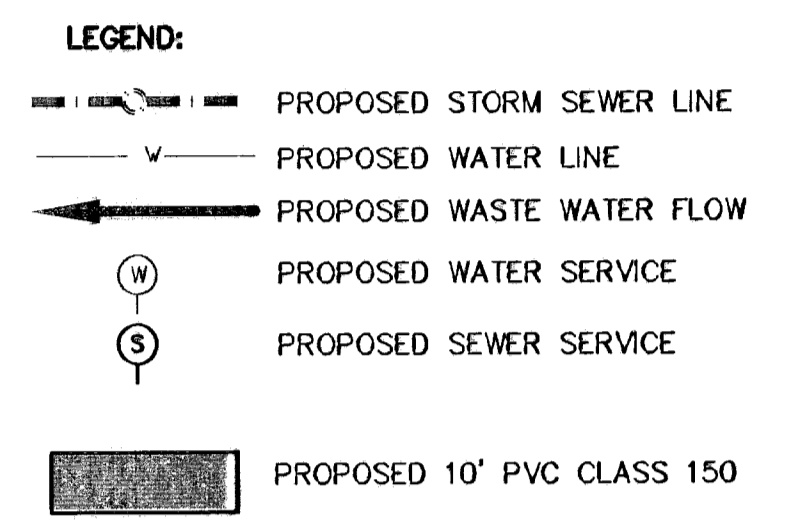 LEGEND:
PROPOSED STORM SEWER LINE
W PROPOSED WATER LINE
PROPOSED WASTE WATER FLOW
W PROPOSED WATER SERVICE
S PROPOSED SEWER SERVICE
PROPOSED 10' PVC CLASS 150